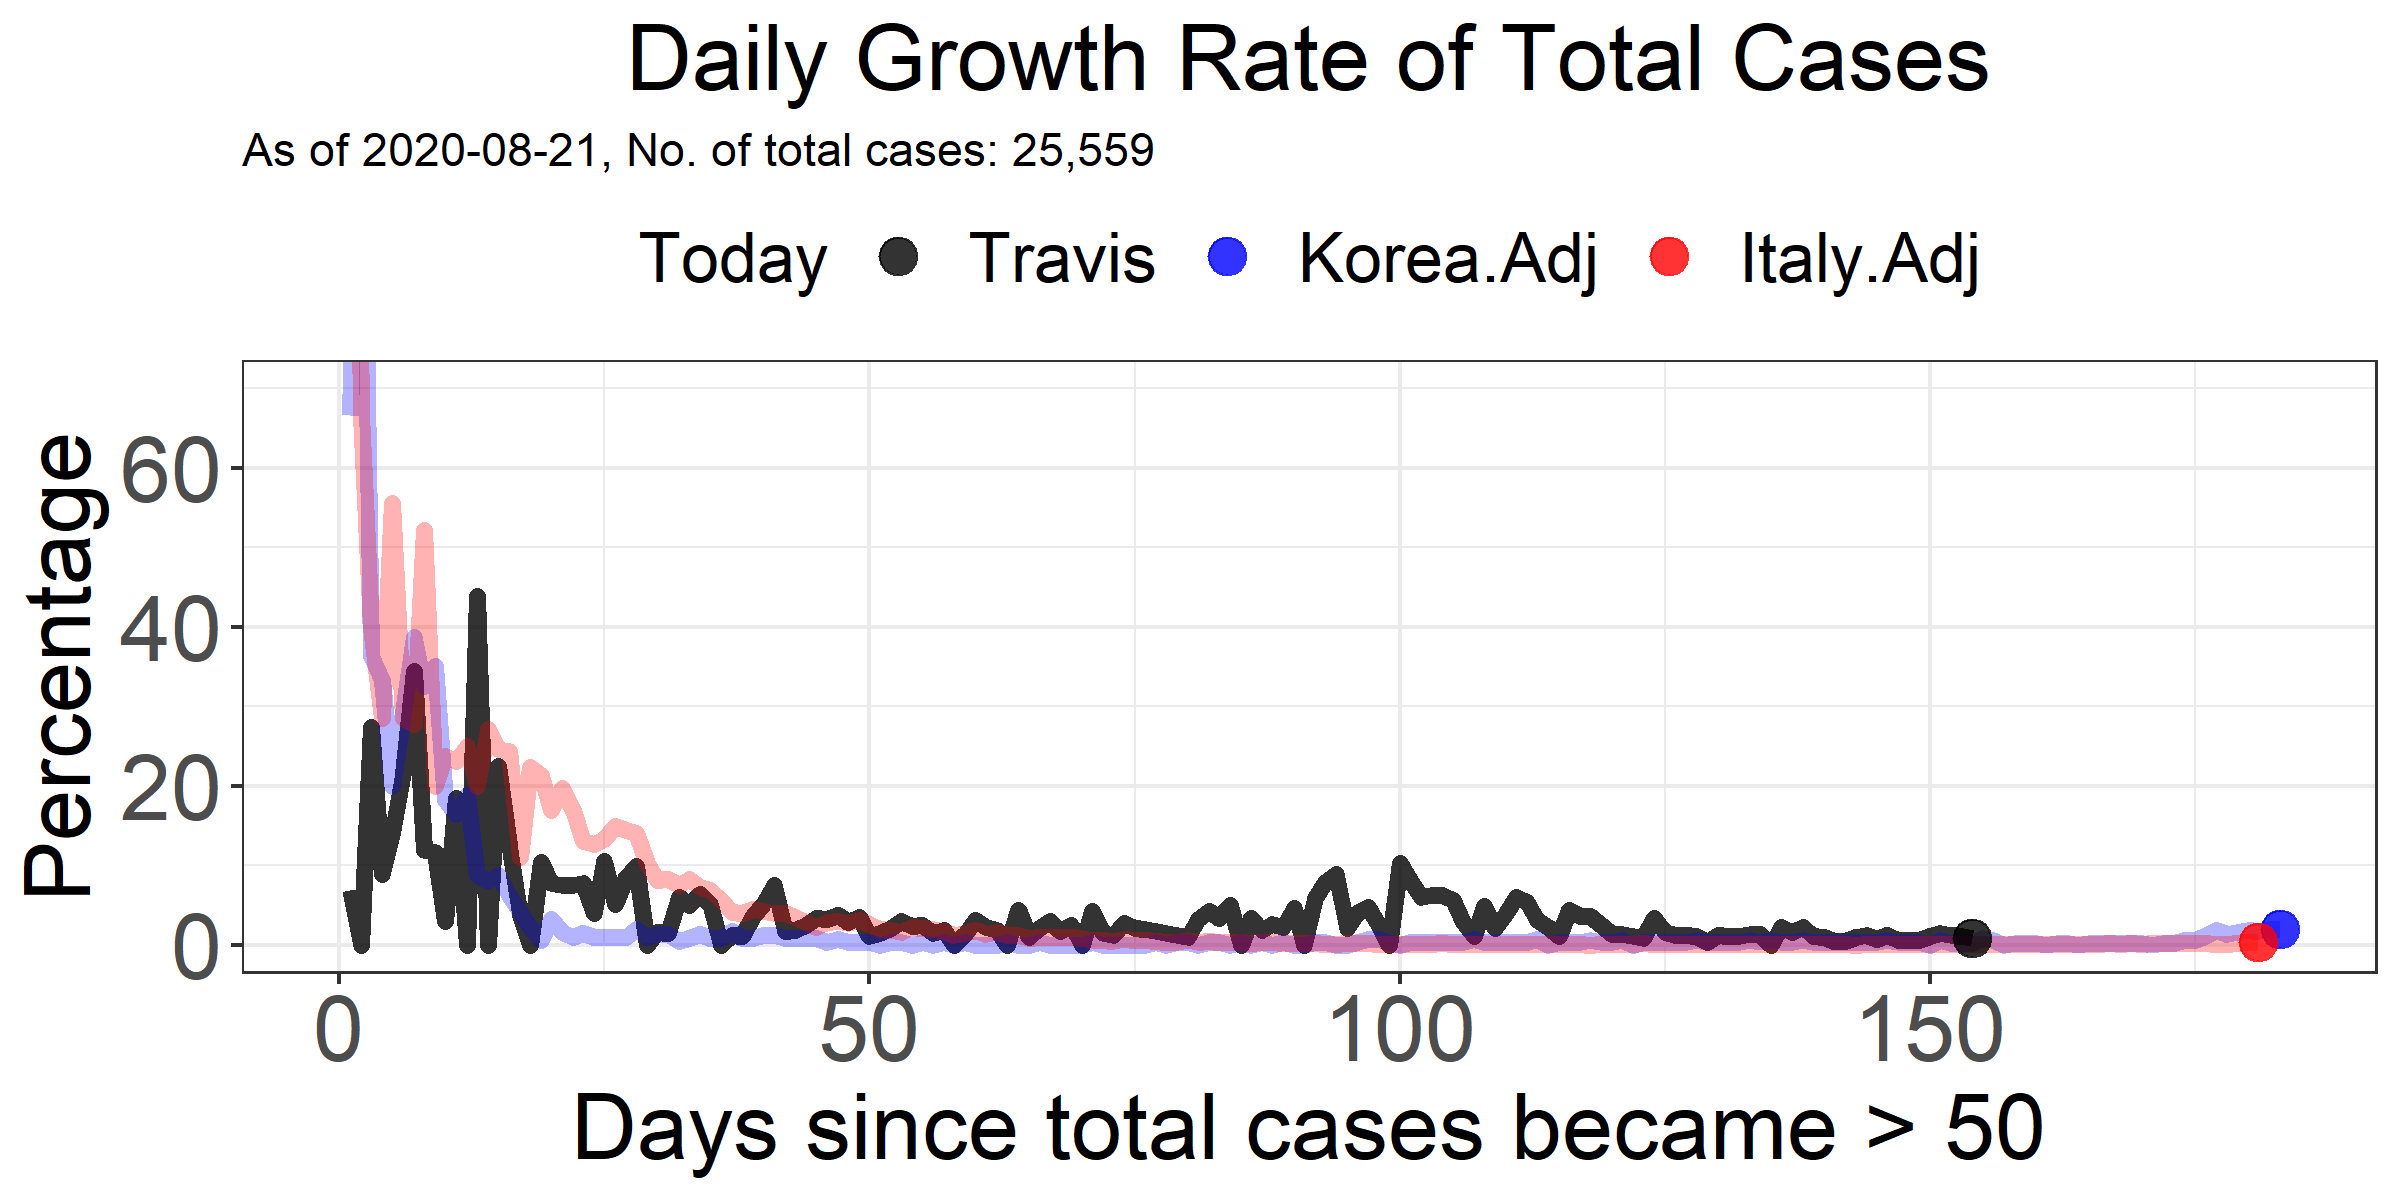 Daily Growth Rate of Total Cases
As of 2020-08-21, No. of total cases: 25,559
Today Travis Korea.Adj Italy.Adj
Percentage
60
40
20
0
0 50 100 150
Days since total cases became > 50